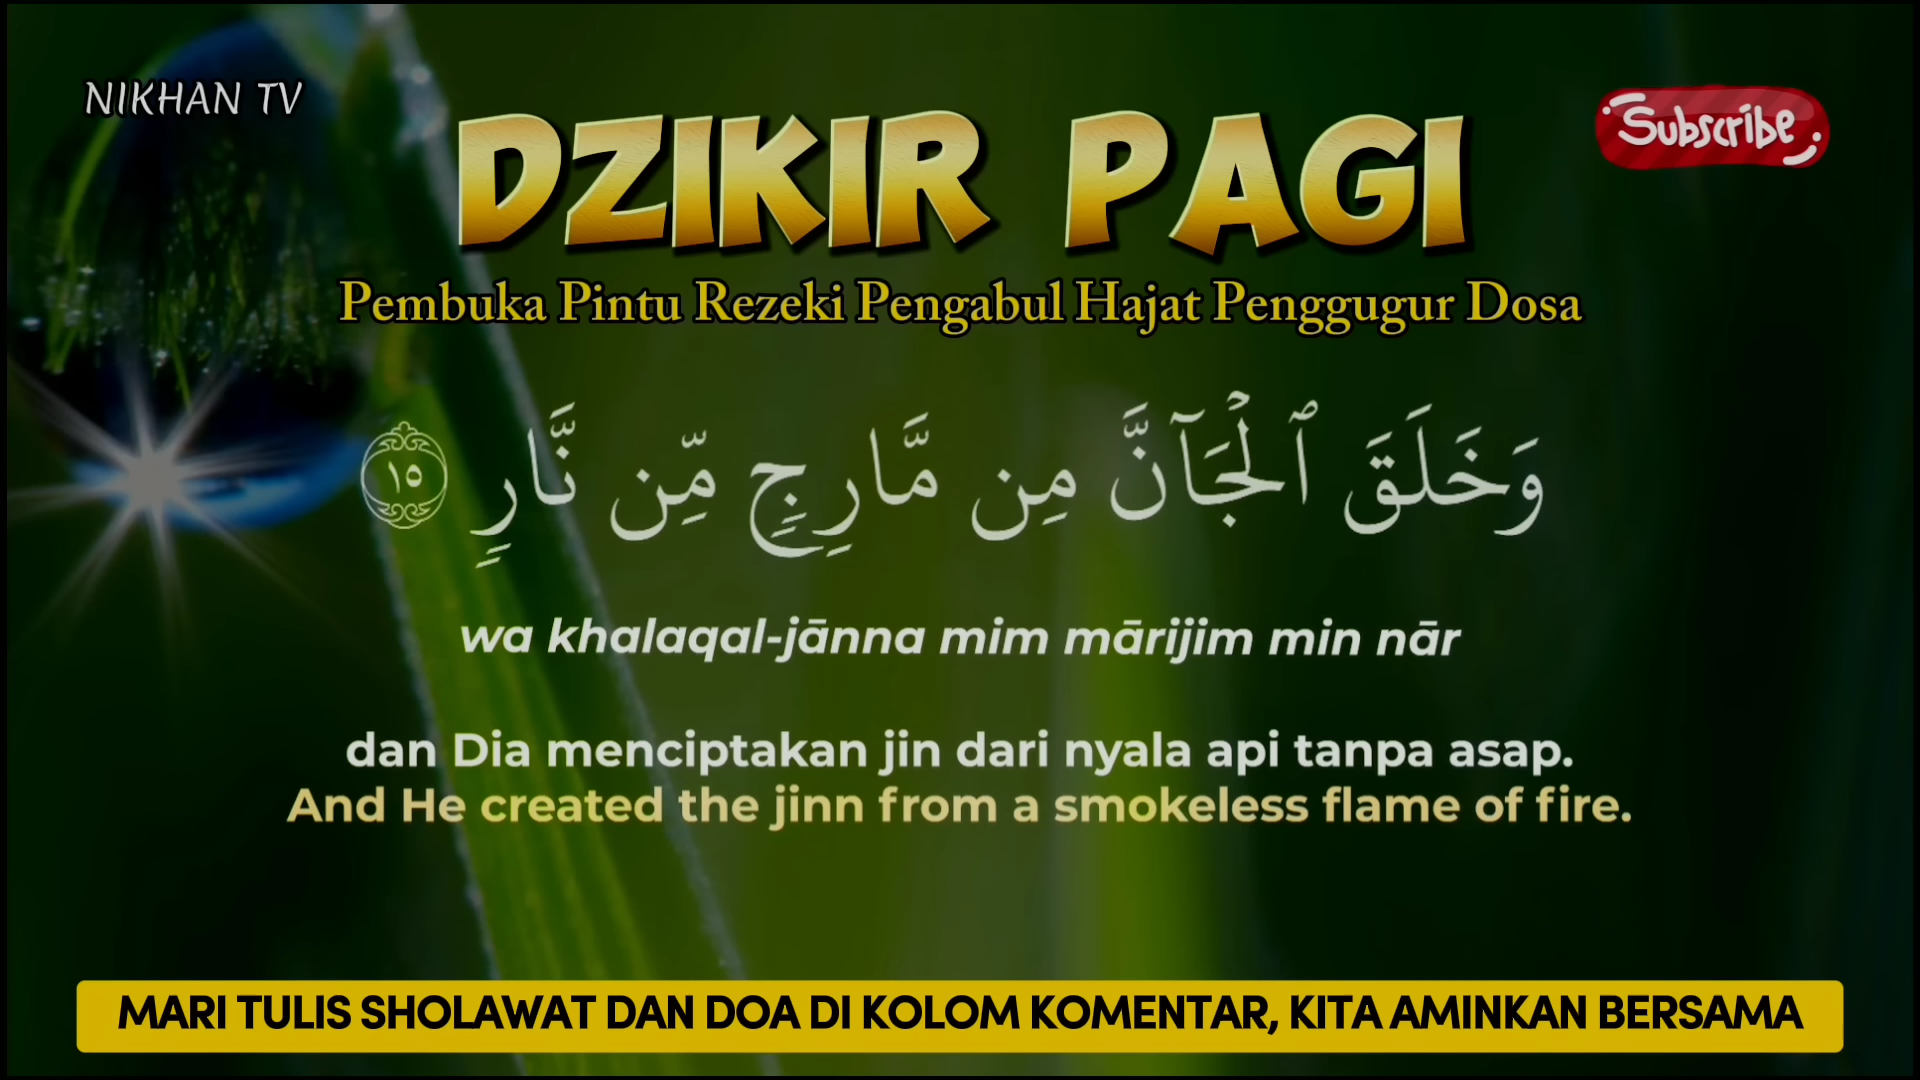 NIKHAN TV
Subscribe
DZIKIR PAGI
Pembuka Pintu Rezeki Pengabul Hajat Penggugur Dosa
وَخَلَقَ ٱلْجَآنَّ مِن مَّارِجٍ مِّن نَّارٍ ١٥
wa khalaqal-jānna mim mārijim min nār
dan Dia menciptakan jin dari nyala api tanpa asap.
And He created the jinn from a smokeless flame of fire.
MARI TULIS SHOLAWAT DAN DOA DI KOLOM KOMENTAR, KITA AMINKAN BERSAMA